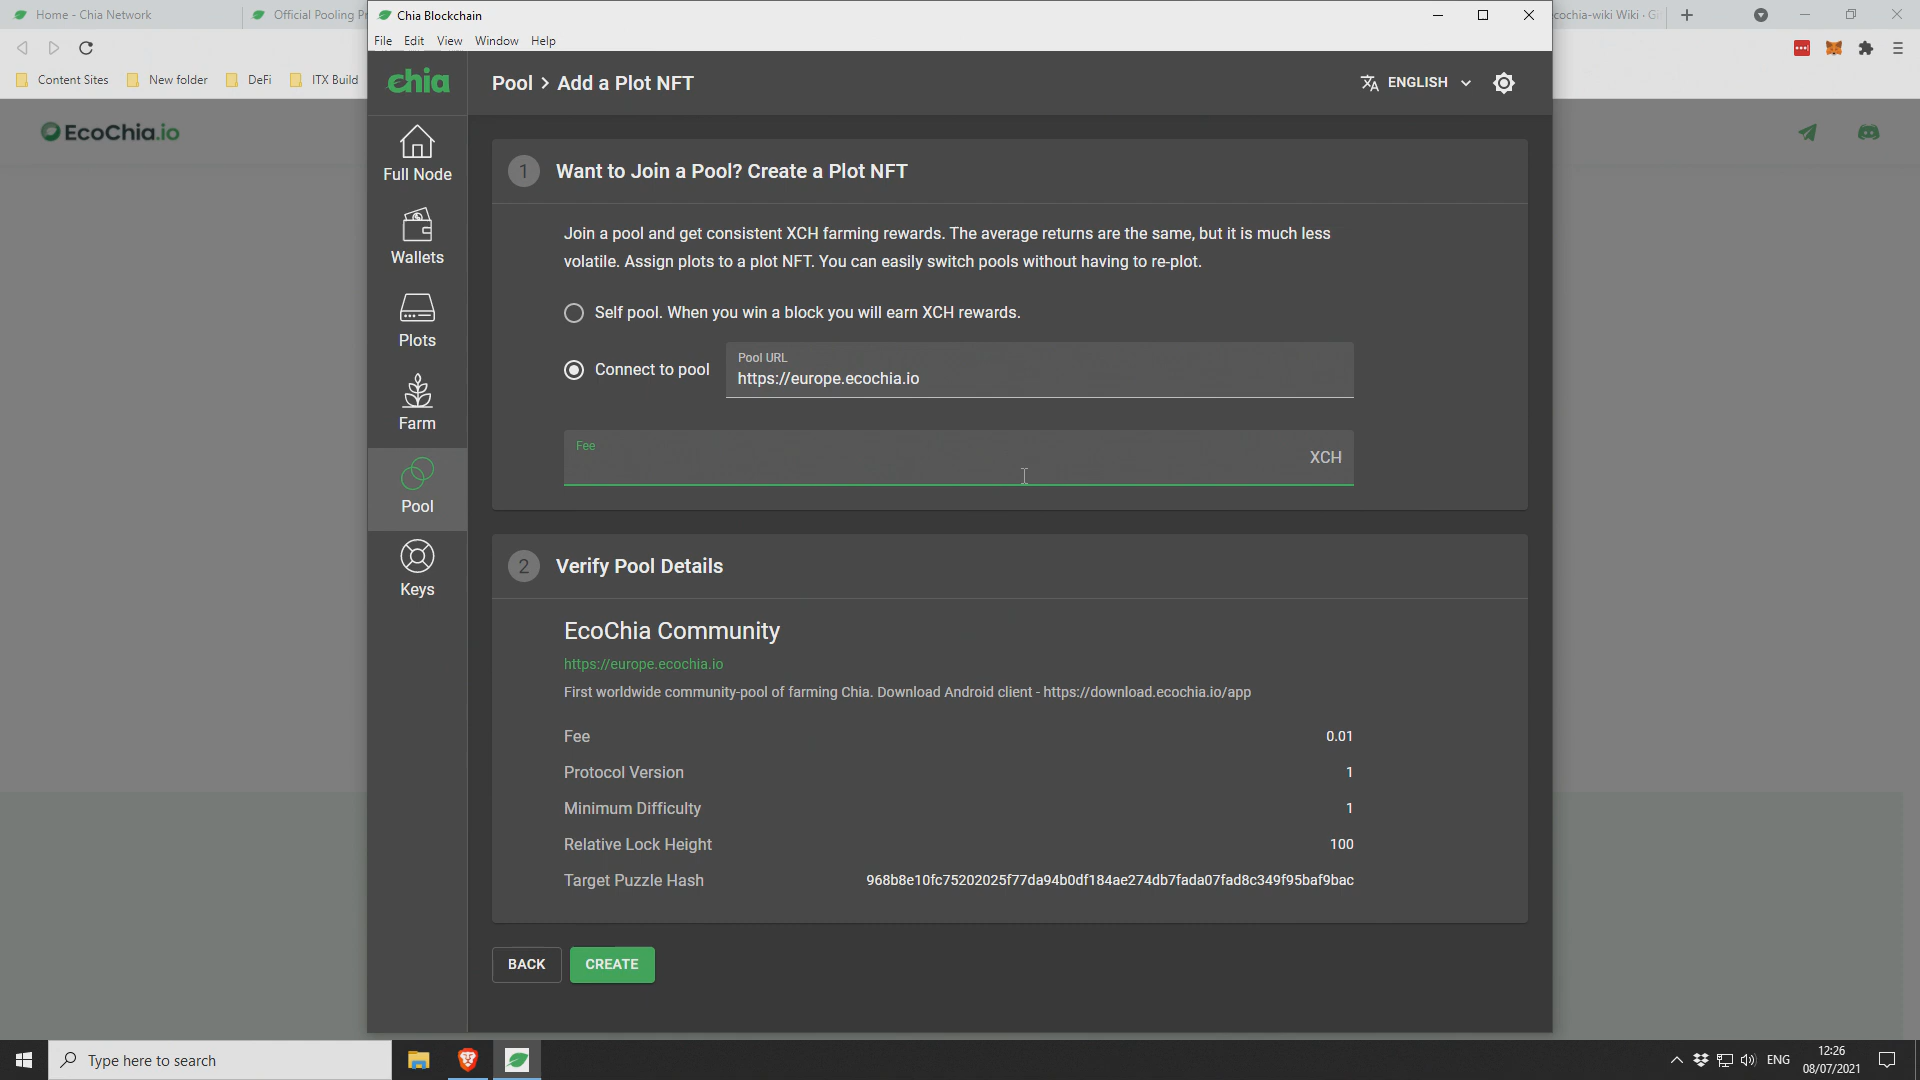 Home - Chia Network
Official Pooling Pr
Chia Blockchain
ecochia-wiki Wiki · Gi
File Edit View Window Help
Content Sites
New folder
DeFi
ITX Build
chia
Pool > Add a Plot NFT
ENGLISH
EcoChia.io
Full Node
Wallets
Plots
Farm
Pool
Keys
1 Want to Join a Pool? Create a Plot NFT
Join a pool and get consistent XCH farming rewards. The average returns are the same, but it is much less
volatile. Assign plots to a plot NFT. You can easily switch pools without having to re-plot.
Self pool. When you win a block you will earn XCH rewards.
Connect to pool
Pool URL
https://europe.ecochia.io
Fee
XCH
2 Verify Pool Details
EcoChia Community
https://europe.ecochia.io
First worldwide community-pool of farming Chia. Download Android client - https://download.ecochia.io/app
Fee 0.01
Protocol Version 1
Minimum Difficulty 1
Relative Lock Height 100
Target Puzzle Hash 968b8e10fc75202025f77da94b0df184ae274db7fada07fad8c349f95baf9bac
BACK
CREATE
Type here to search
ENG
12:26
08/07/2021